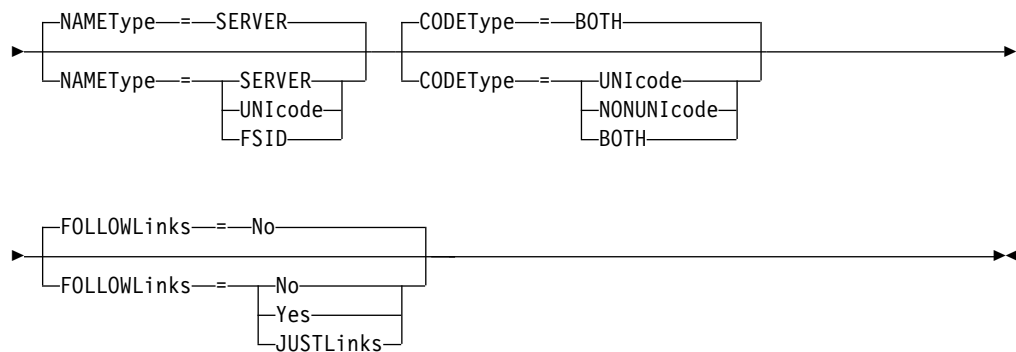 NAMEType = SERVER CODEType = BOTH
NAMEType = SERVER CODEType = UNIcode
UNIcode NONUNIcode
FSID BOTH
FOLLOWLinks = No
FOLLOWLinks = No
Yes
JUSTLinks